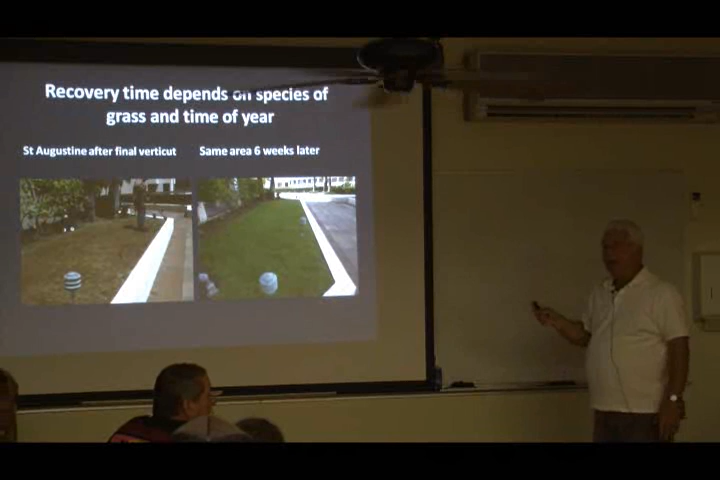 Recovery time depends on species of
grass and time of year
St Augustine after final verticut
Same area 6 weeks later